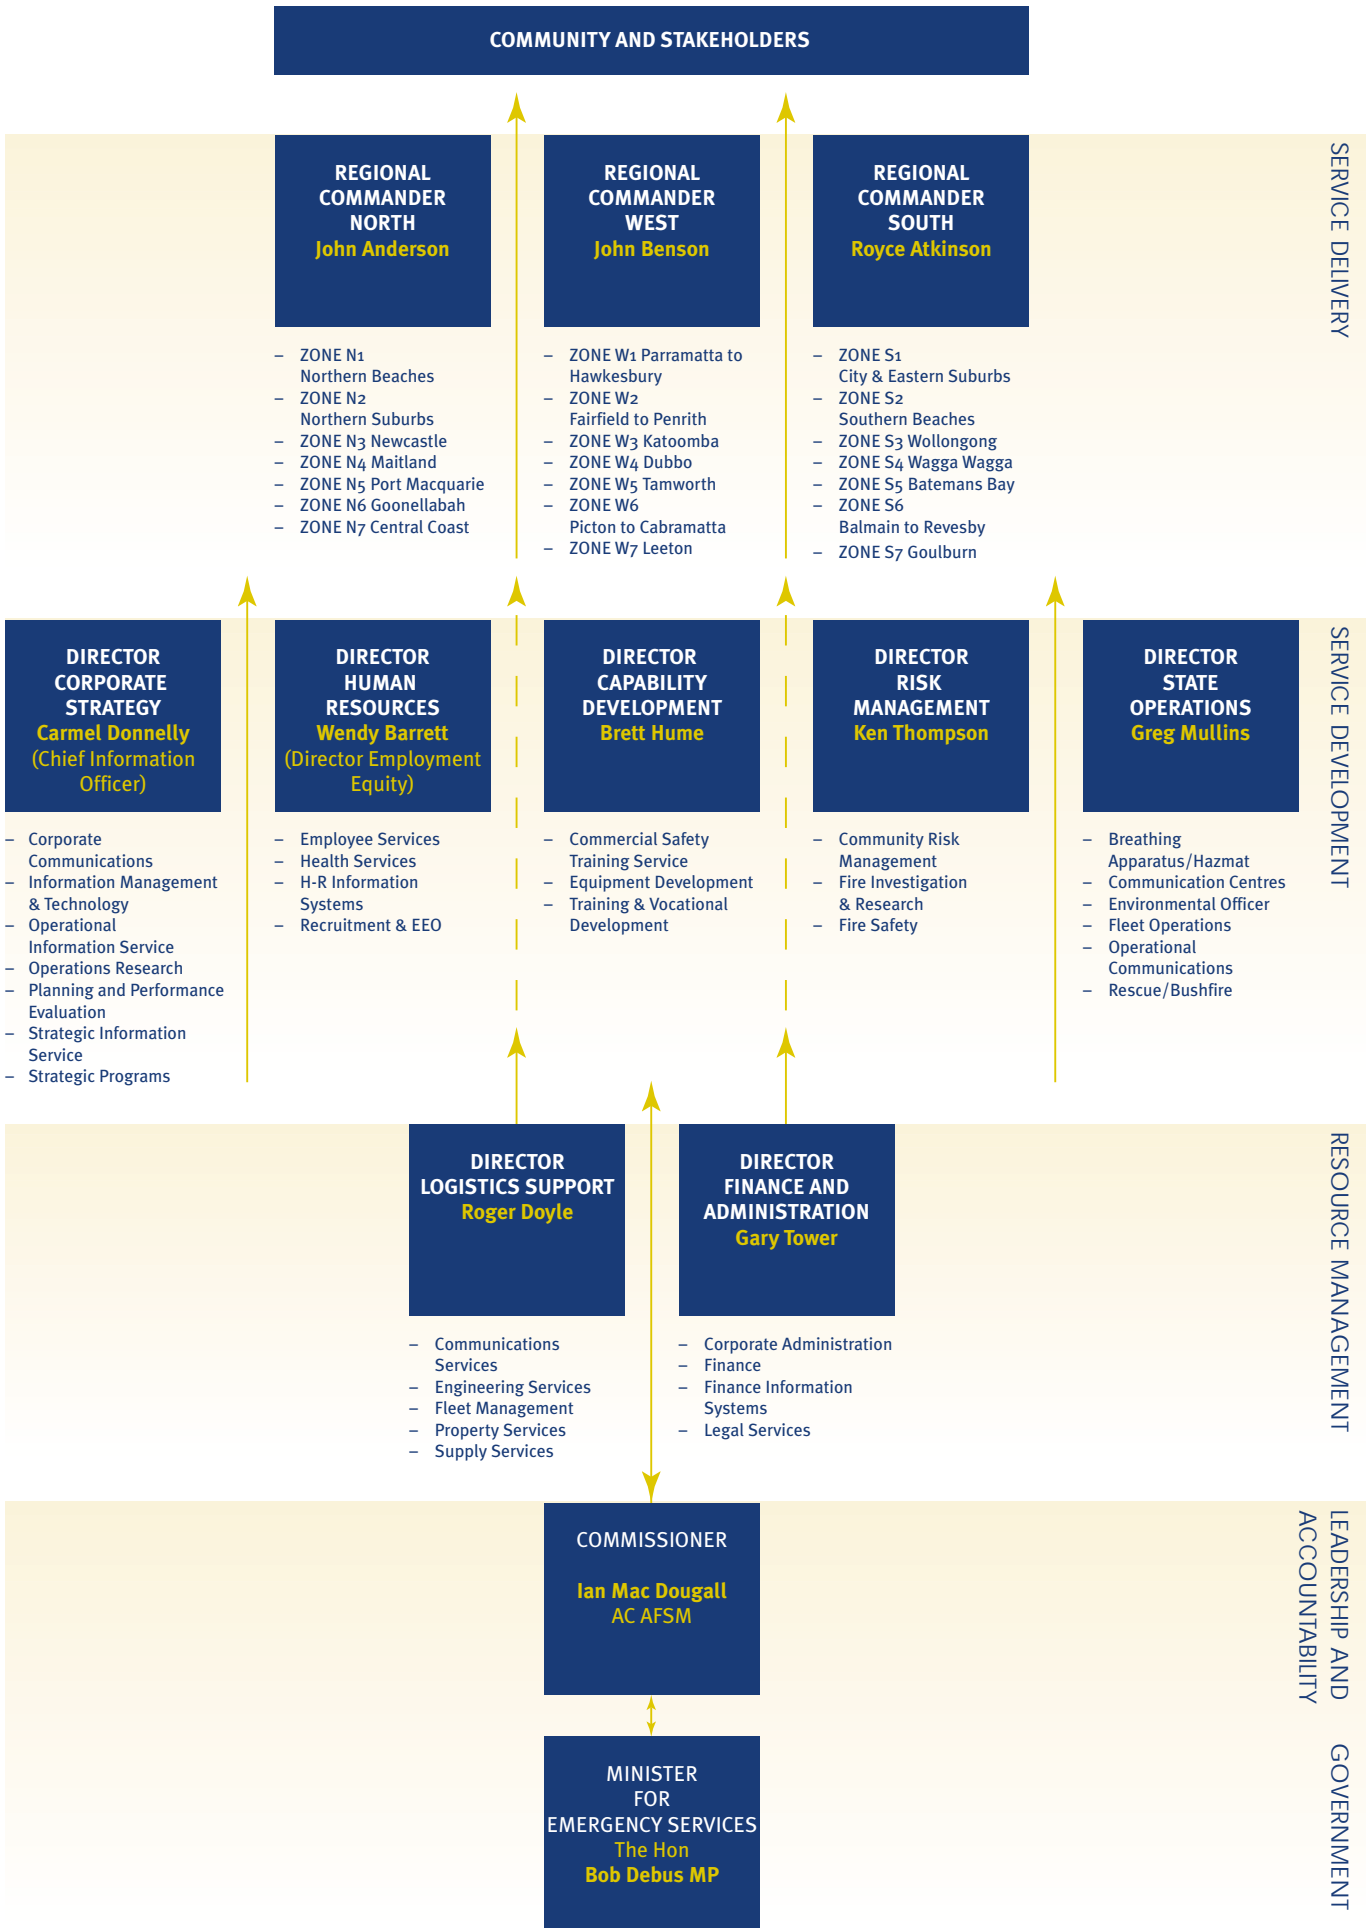 COMMUNITY AND STAKEHOLDERS
SERVICE DELIVERY
REGIONAL
COMMANDER
NORTH
John Anderson
– ZONE N1
Northern Beaches
– ZONE N2
Northern Suburbs
– ZONE N3 Newcastle
– ZONE N4 Maitland
– ZONE N5 Port Macquarie
– ZONE N6 Goonellabah
– ZONE N7 Central Coast
REGIONAL
COMMANDER
WEST
John Benson
– ZONE W1 Parramatta to
Hawkesbury
– ZONE W2
Fairfield to Penrith
– ZONE W3 Katoomba
– ZONE W4 Dubbo
– ZONE W5 Tamworth
– ZONE W6
Picton to Cabramatta
– ZONE W7 Leeton
REGIONAL
COMMANDER
SOUTH
Royce Atkinson
– ZONE S1
City & Eastern Suburbs
– ZONE S2
Southern Beaches
– ZONE S3 Wollongong
– ZONE S4 Wagga Wagga
– ZONE S5 Batemans Bay
– ZONE S6
Balmain to Revesby
– ZONE S7 Goulburn
SERVICE DEVELOPMENT
DIRECTOR
CORPORATE
STRATEGY
Carmel Donnelly
(Chief Information
Officer)
– Corporate
Communications
– Information Management
& Technology
– Operational
Information Service
– Operations Research
– Planning and Performance
Evaluation
– Strategic Information
Service
– Strategic Programs
DIRECTOR
HUMAN
RESOURCES
Wendy Barrett
(Director Employment
Equity)
– Employee Services
– Health Services
– H-R Information
Systems
– Recruitment & EEO
DIRECTOR
CAPABILITY
DEVELOPMENT
Brett Hume
– Commercial Safety
Training Service
– Equipment Development
– Training & Vocational
Development
DIRECTOR
RISK
MANAGEMENT
Ken Thompson
– Community Risk
Management
– Fire Investigation
& Research
– Fire Safety
DIRECTOR
STATE
OPERATIONS
Greg Mullins
– Breathing
Apparatus/Hazmat
– Communication Centres
– Environmental Officer
– Fleet Operations
– Operational
Communications
– Rescue/Bushfire
RESOURCE MANAGEMENT
DIRECTOR
LOGISTICS SUPPORT
Roger Doyle
– Communications
Services
– Engineering Services
– Fleet Management
– Property Services
– Supply Services
DIRECTOR
FINANCE AND
ADMINISTRATION
Gary Tower
– Corporate Administration
– Finance
– Finance Information
Systems
– Legal Services
LEADERSHIP AND
ACCOUNTABILITY
COMMISSIONER
Ian Mac Dougall
AC AFSM
GOVERNMENT
MINISTER
FOR
EMERGENCY SERVICES
The Hon
Bob Debus MP